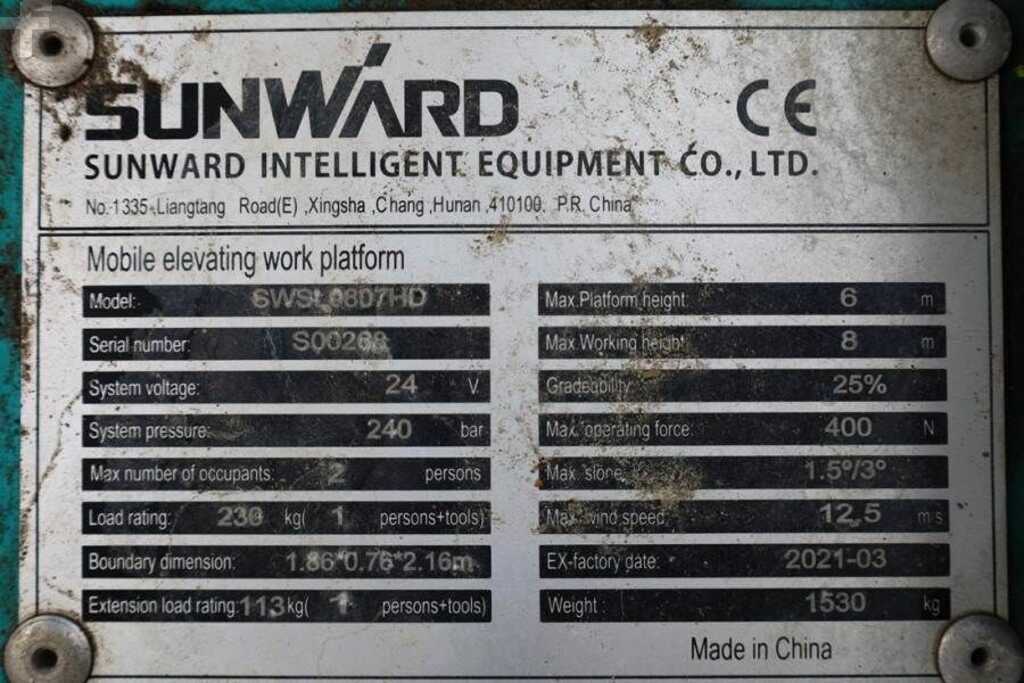 SUNWARD CE
SUNWARD INTELLIGENT EQUIPMENT CO., LTD.
No.1335 Liangtang Road(E) ,Xingsha ,Chang ,Hunan ,410100, P.R. China
Mobile elevating work platform
Model: SWSL0807HD
Serial number: S00268
System voltage: 24 V
System pressure: 240 bar
Max number of occupants: 2 persons
Load rating: 230 kg( 1 persons+tools)
Boundary dimension: 1.86*0.76*2.16m
Extension load rating: 113 kg( 1 persons+tools)
Max.Platform height: 6 m
Max.Working height: 8 m
Gradeability: 25%
Max. operating force: 400 N
Max. slope 1.5°/3°
Max. wind speed 12.5 m/s
EX-factory date: 2021-03
Weight : 1530 kg
Made in China